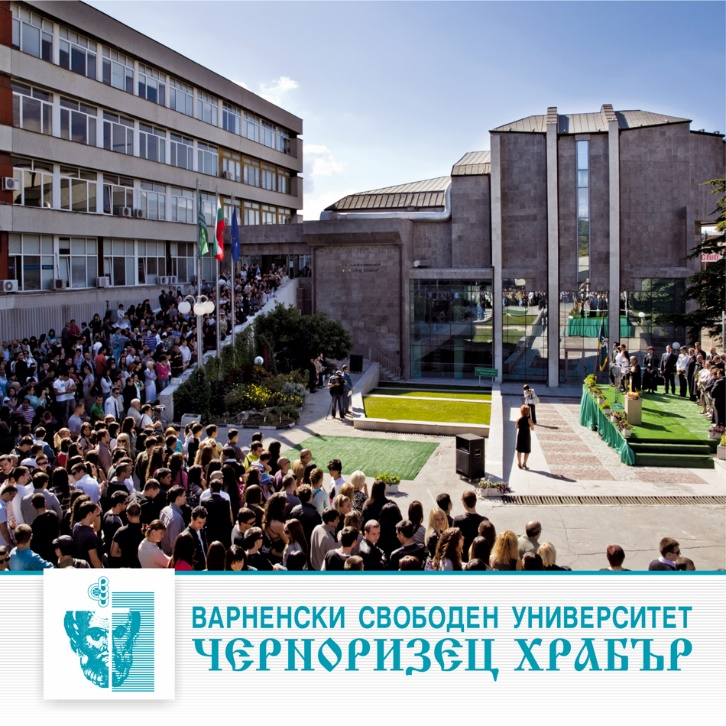 ВАРНЕНСКИ СВОБОДЕН УНИВЕРСИТЕТ
ЧЕРНОРИЗЕЦ ХРАБЪР